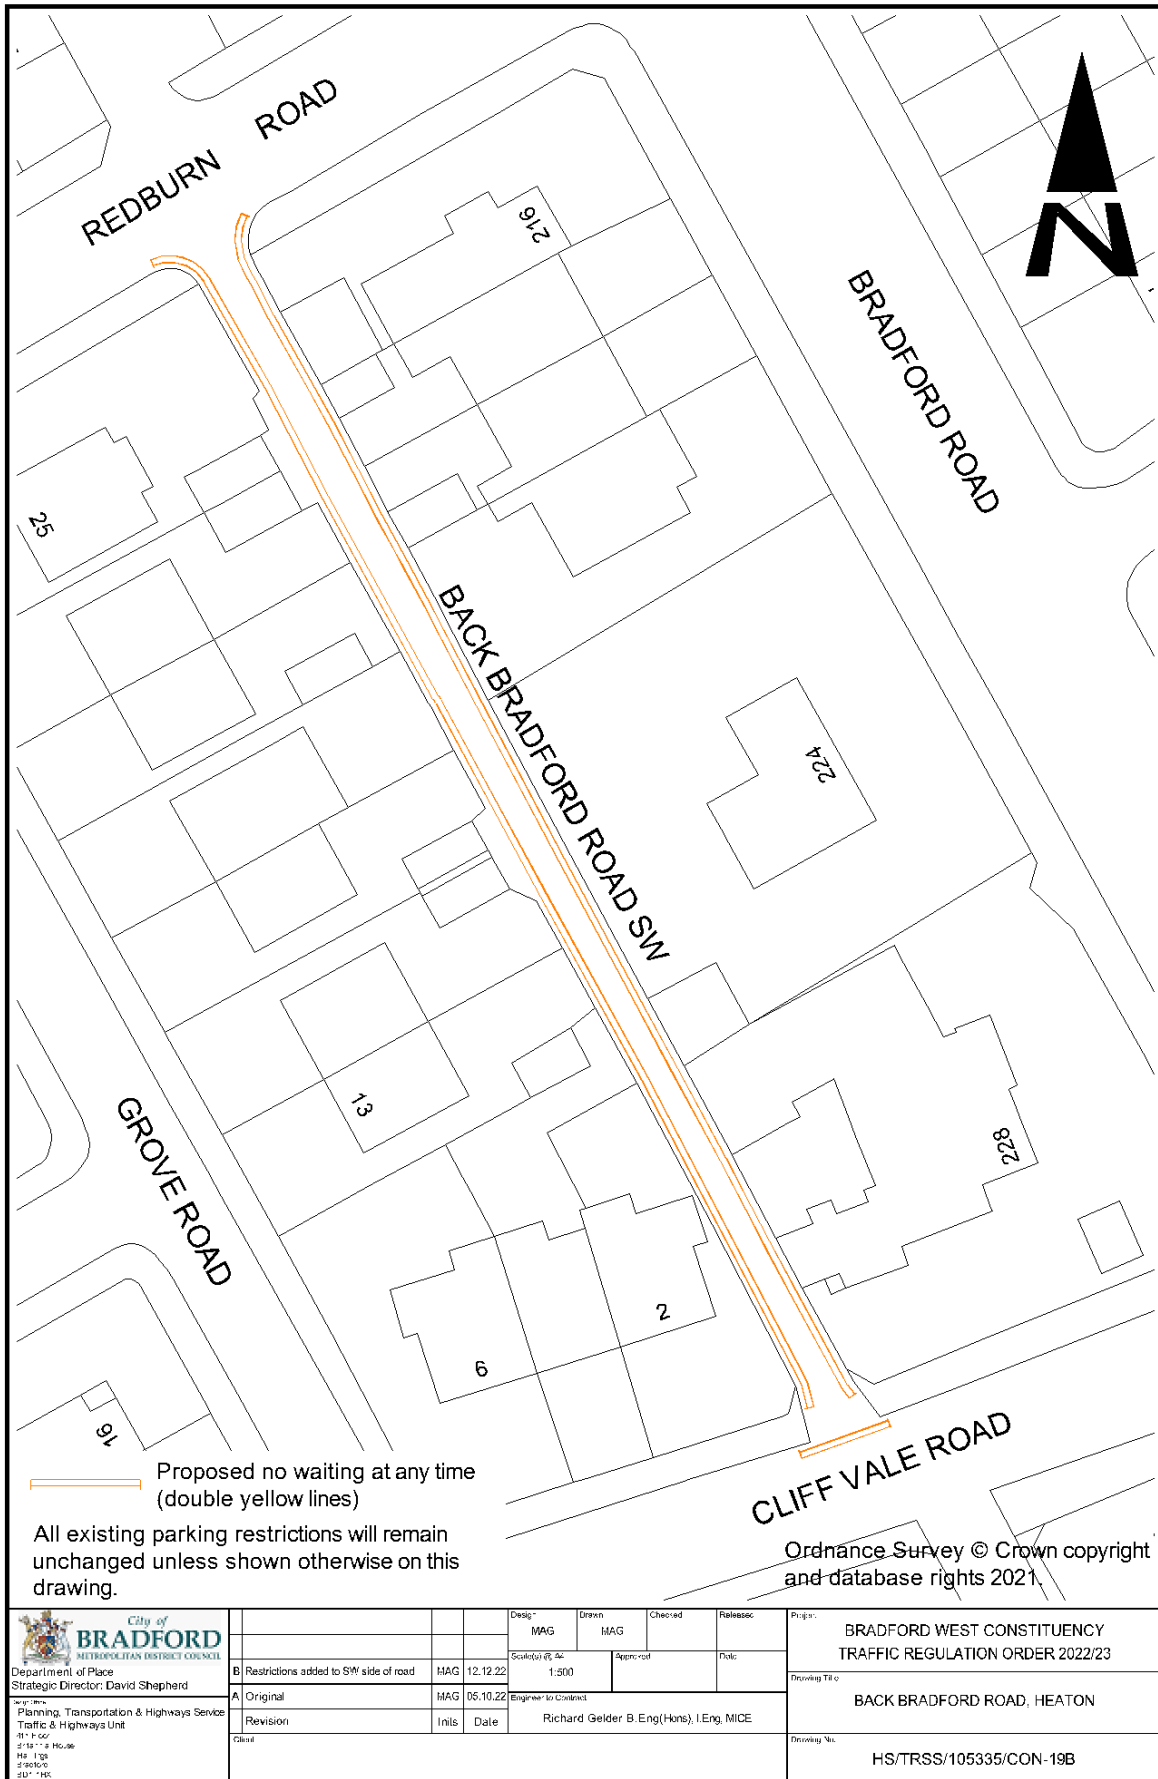 REDBURN ROAD
216
BRADFORD ROAD
N
25
BACK BRADFORD ROAD SW
224
13
GROVE ROAD
228
2
6
16
CLIFF VALE ROAD
Proposed no waiting at any time
(double yellow lines)
All existing parking restrictions will remain
unchanged unless shown otherwise on this
drawing.
Ordnance Survey © Crown copyright
and database rights 2021.
City of
BRADFORD
METROPOLITAN DISTRICT COUNCIL
Department of Place
Strategic Director: David Shepherd
Planning, Transportation & Highways Service
Traffic & Highways Unit
B Restrictions added to SW side of road MAG 12.12.22
A Original MAG 05.10.22
Revision Inits Date
Client
Design Drawn Checked Released
MAG MAG
Scale(s) @ A4 Approved Date
1:500
Engineer to Contract
Richard Gelder B.Eng(Hons), I.Eng, MICE
Project
BRADFORD WEST CONSTITUENCY
TRAFFIC REGULATION ORDER 2022/23
Drawing Title
BACK BRADFORD ROAD, HEATON
Drawing No.
HS/TRSS/105335/CON-19B